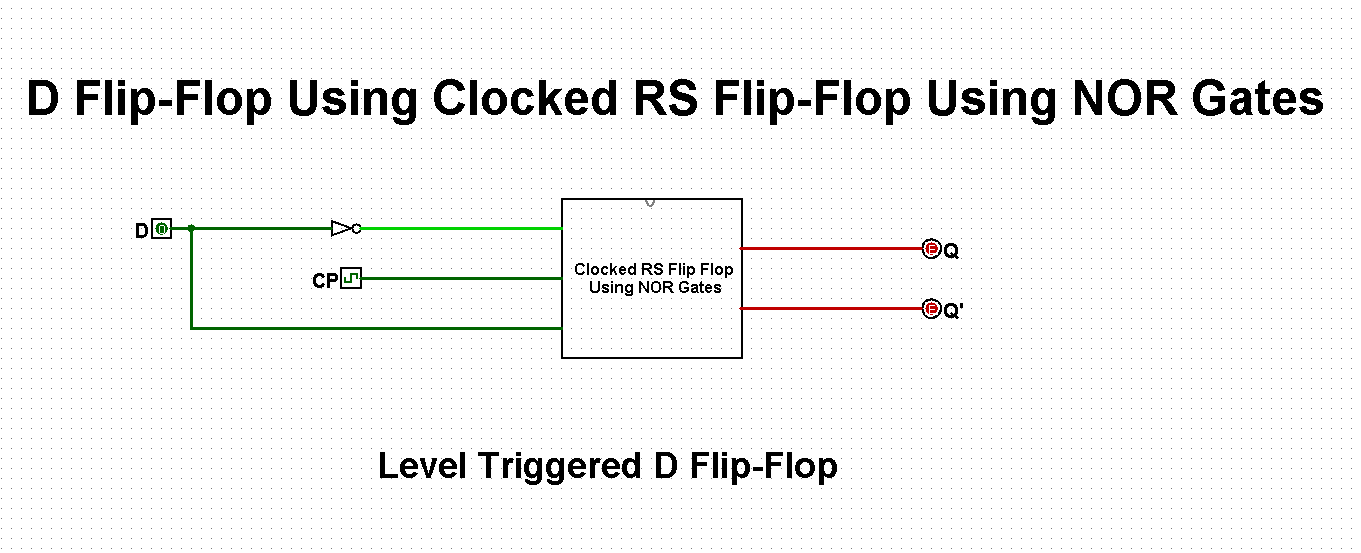 D Flip-Flop Using Clocked RS Flip-Flop Using NOR Gates
D
CP
Clocked RS Flip Flop
Using NOR Gates
E Q
E Q'
Level Triggered D Flip-Flop